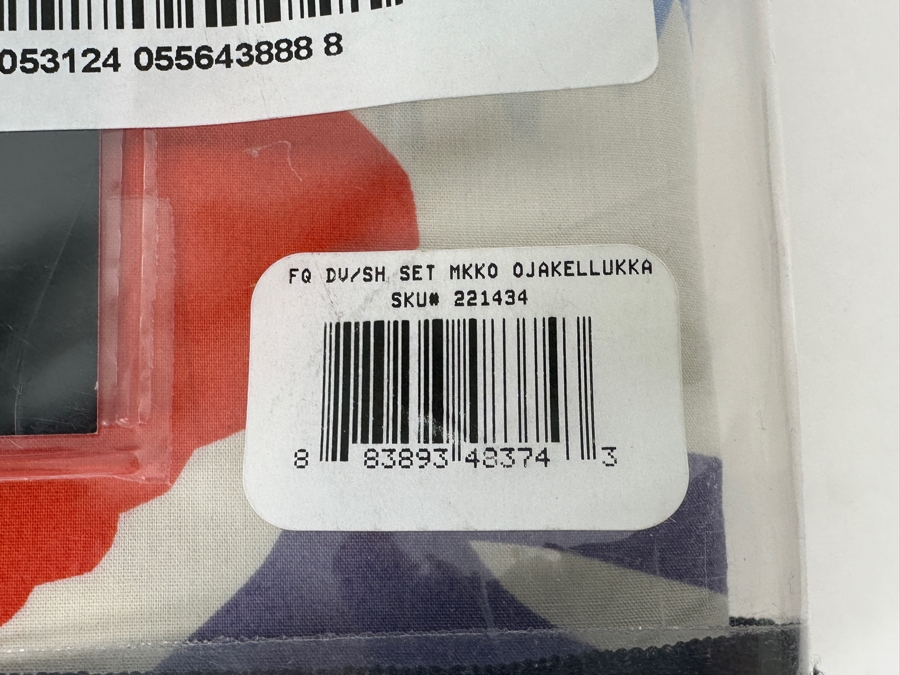 053124 055643888 8
FQ DV/SH SET MKKO OJAKELLUKKA
SKU# 221434
8 83893 48374 3